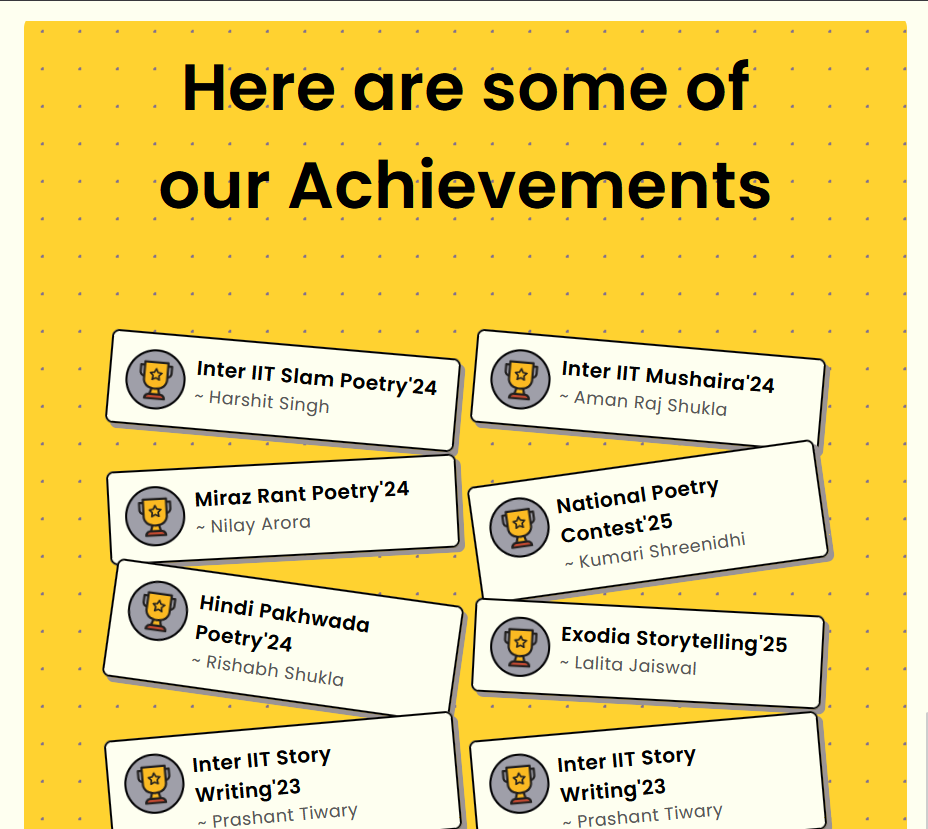 Here are some of
our Achievements
Inter IIT Slam Poetry'24
~ Harshit Singh
Inter IIT Mushaira'24
~ Aman Raj Shukla
Miraz Rant Poetry'24
~ Nilay Arora
National Poetry
Contest'25
~ Kumari Shreenidhi
Hindi Pakhwada
Poetry'24
~ Rishabh Shukla
Exodia Storytelling'25
~ Lalita Jaiswal
Inter IIT Story
Writing'23
~ Prashant Tiwary
Inter IIT Story
Writing'23
~ Prashant Tiwary